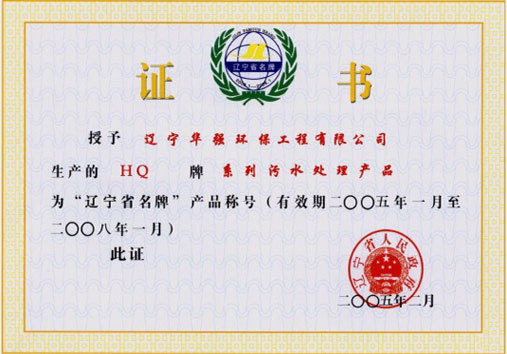 辽宁省名牌
证 书
授予 辽宁华强环保工程有限公司
生产的 HQ 牌 系列污水处理产品
为“辽宁省名牌”产品称号(有效期二〇〇五年一月至
二〇〇八年一月)
此证
辽宁省人民政府
二〇〇五年二月